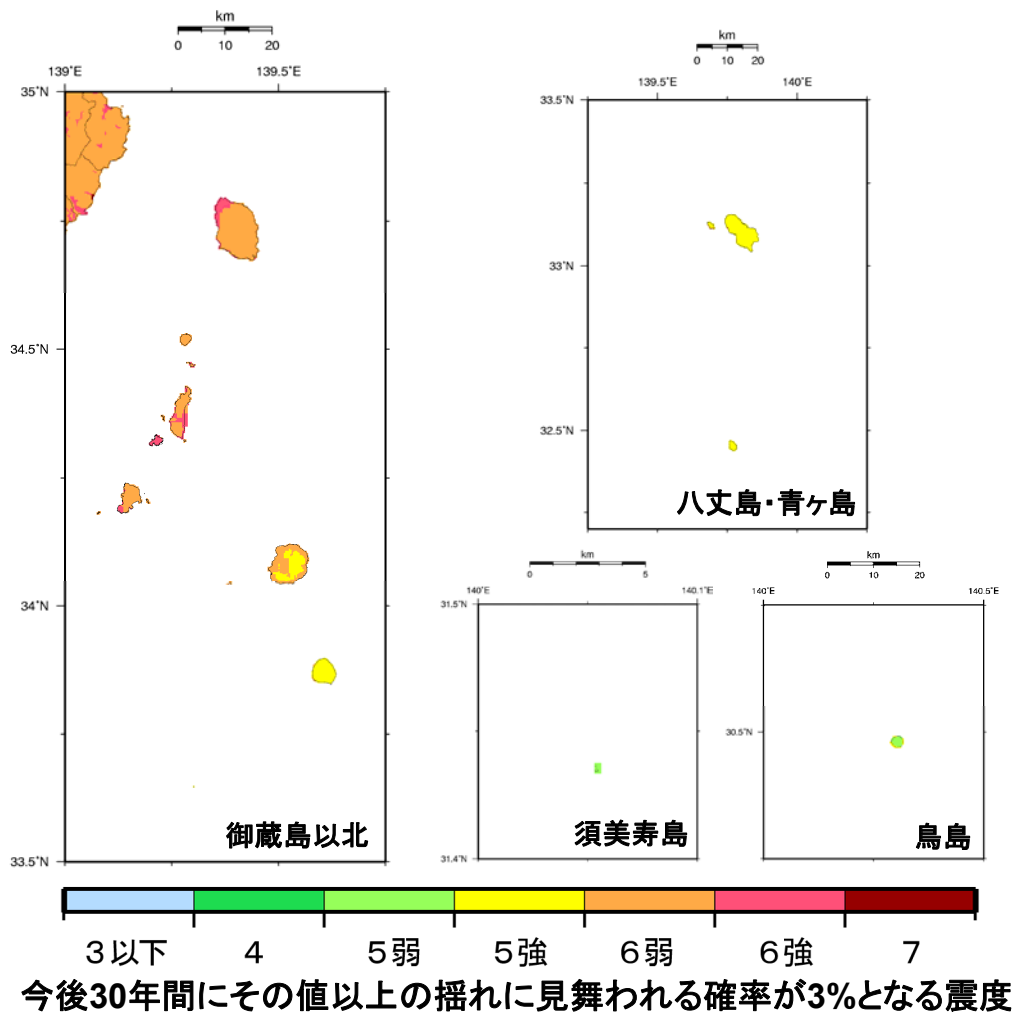 km
0 10 20
139°E 139.5°E
35°N
34.5°N
34°N
33.5°N
御蔵島以北
km
0 10 20
139.5°E 140°E
33.5°N
33°N
32.5°N
八丈島・青ヶ島
km
0 5
140°E 140.1°E
31.5°N
31.4°N
須美寿島
km
0 10 20
140°E 140.5°E
30.5°N
鳥島
３以下 ４ ５弱 ５強 ６弱 ６強 ７
今後30年間にその値以上の揺れに見舞われる確率が3%となる震度